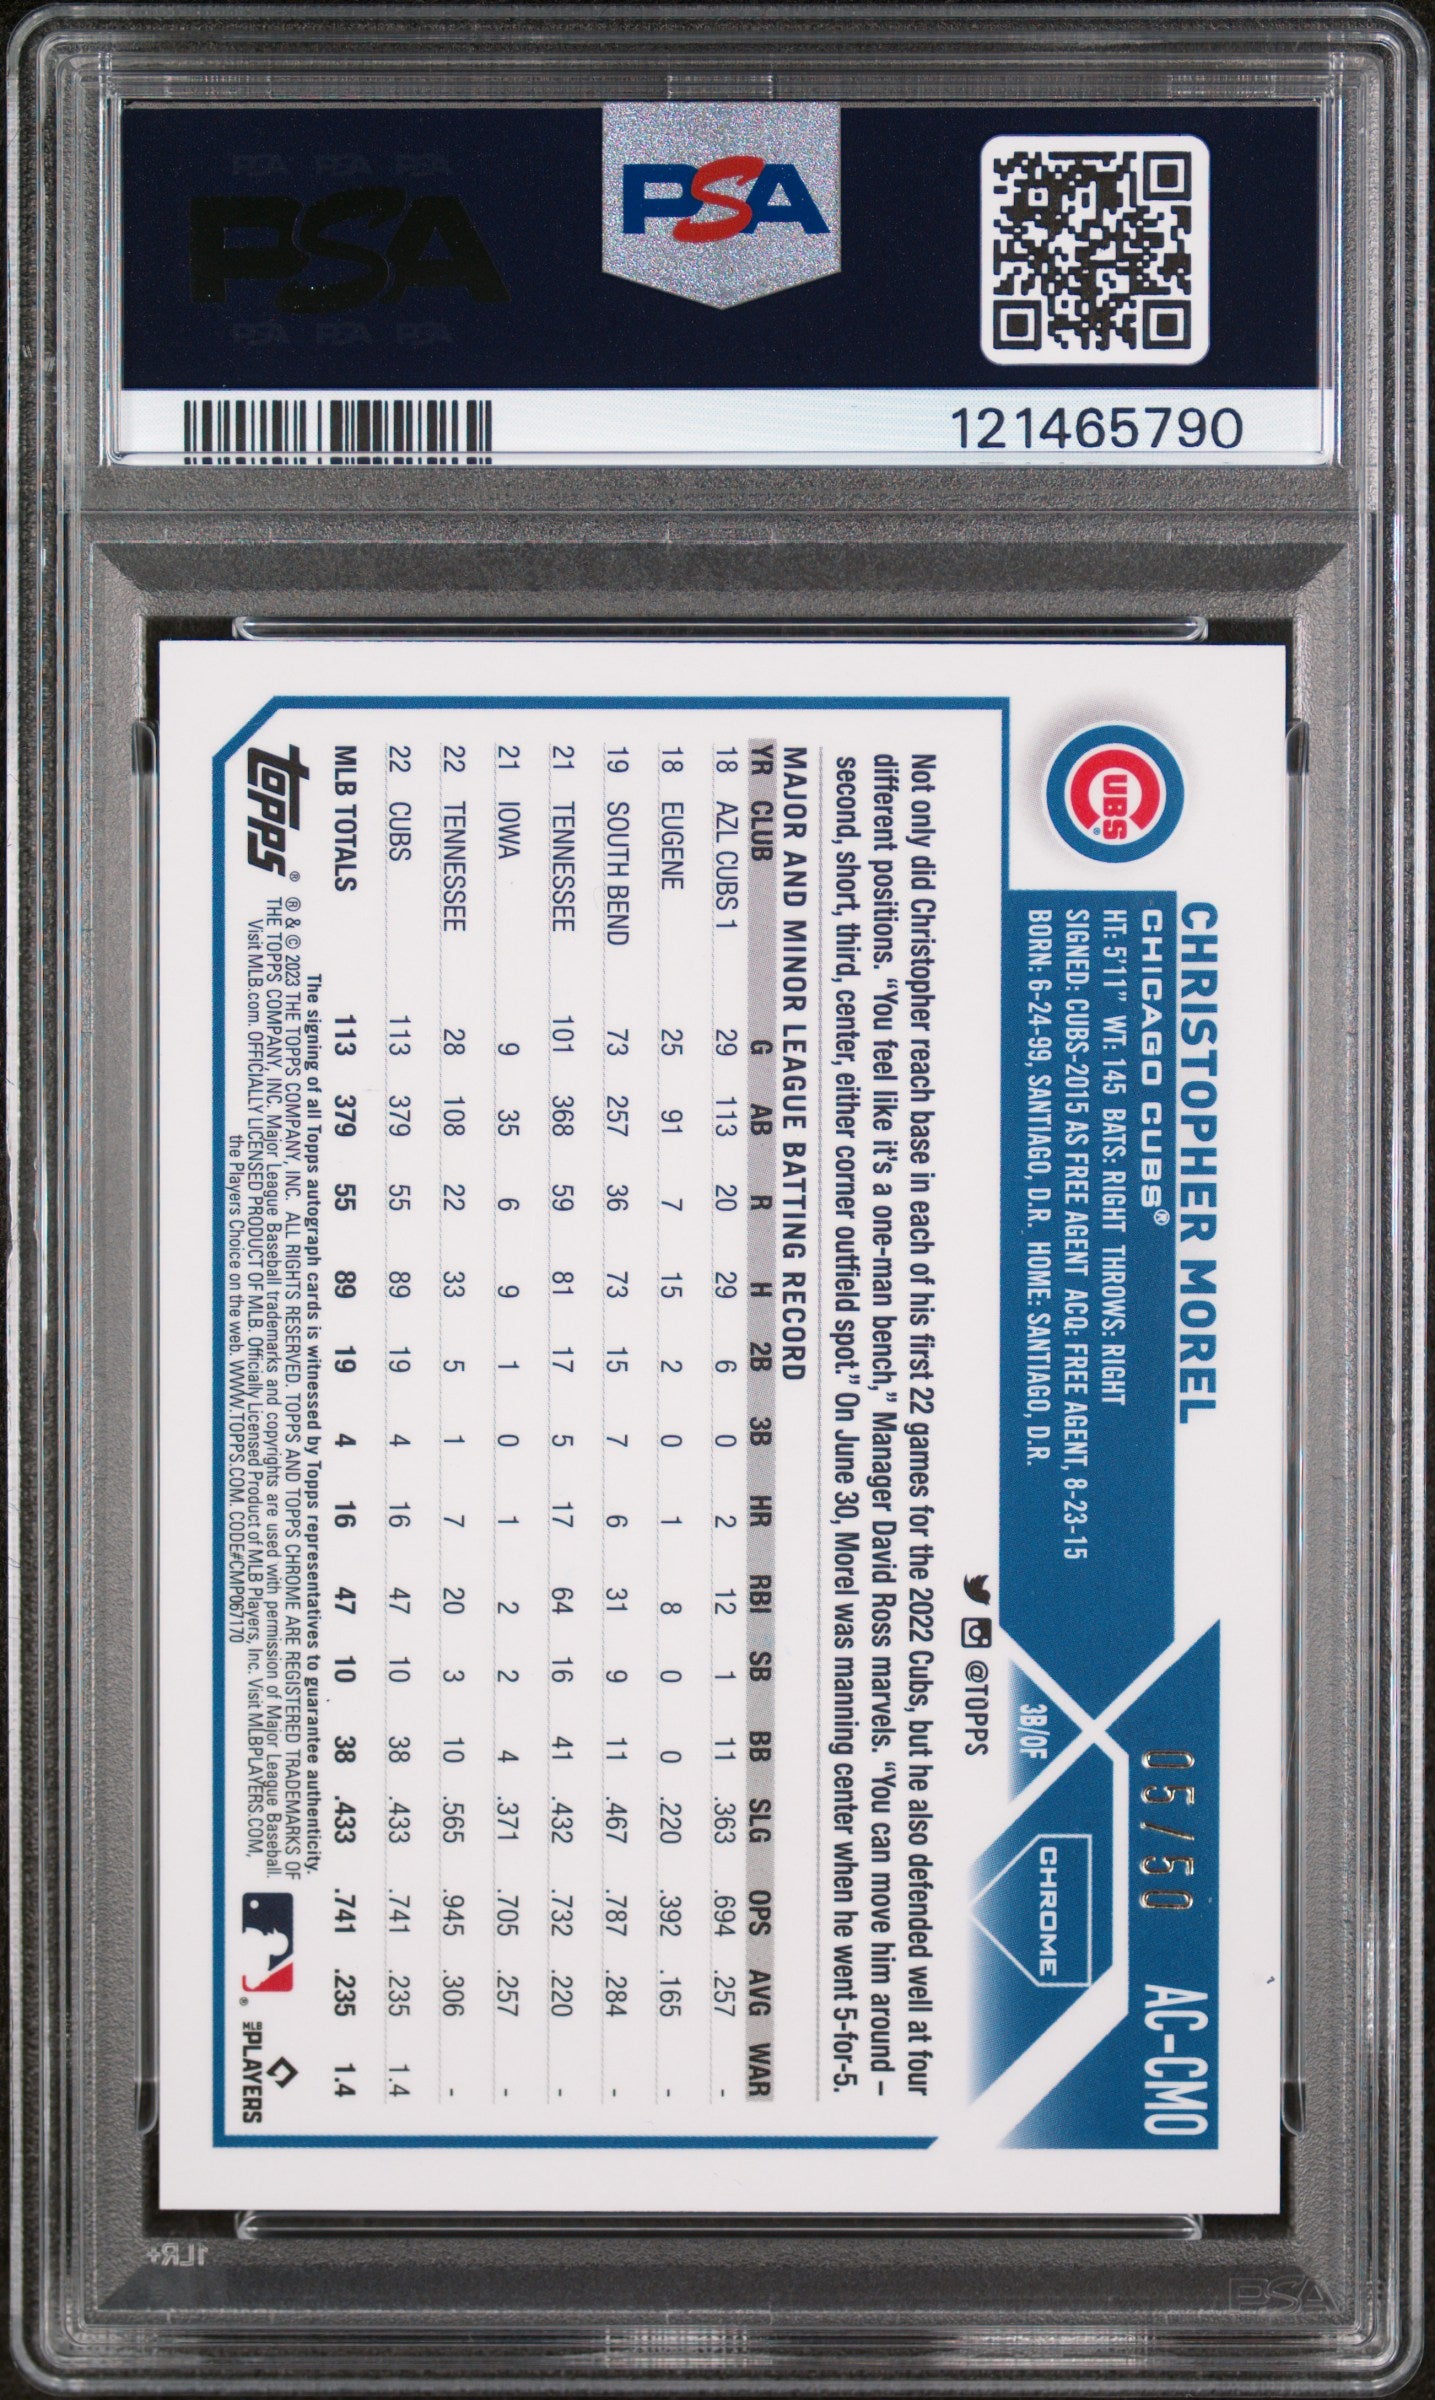 PSA PSA PSA
PSA
PSA PSA PSA
PSA
121465790
CUBS®
CHRISTOPHER MOREL
CHICAGO CUBS®
HT: 5'11" WT: 145 BATS: RIGHT THROWS: RIGHT
SIGNED: CUBS-2015 AS FREE AGENT ACQ: FREE AGENT, 8-23-15
BORN: 6-24-99, SANTIAGO, D.R. HOME: SANTIAGO, D.R.
05/50
AC-CMO
CHROME
3B/OF
@TOPPS
Not only did Christopher reach base in each of his first 22 games for the 2022 Cubs, but he also defended well at four
different positions. “You feel like it's a one-man bench,” Manager David Ross marvels. “You can move him around –
second, short, third, center, either corner outfield spot.” On June 30, Morel was manning center when he went 5-for-5.
MAJOR AND MINOR LEAGUE BATTING RECORD
YR CLUB G AB R H 2B 3B HR RBI SB BB SLG OPS AVG WAR
18 AZL CUBS 1 29 113 20 29 6 0 2 12 1 11 .363 .694 .257 -
18 EUGENE 25 91 7 15 2 0 1 8 0 0 .220 .392 .165 -
19 SOUTH BEND 73 257 36 73 15 7 6 31 9 11 .467 .787 .284 -
21 TENNESSEE 101 368 59 81 17 5 17 64 16 41 .432 .732 .220 -
21 IOWA 9 35 6 9 1 0 1 2 2 4 .371 .705 .257 -
22 TENNESSEE 28 108 22 33 5 1 7 20 3 10 .565 .945 .306 -
22 CUBS 113 379 55 89 19 4 16 47 10 38 .433 .741 .235 1.4
MLB TOTALS 113 379 55 89 19 4 16 47 10 38 .433 .741 .235 1.4
The signing of all Topps autograph cards is witnessed by Topps representatives to guarantee authenticity.
topps®
® & © 2023 THE TOPPS COMPANY, INC. ALL RIGHTS RESERVED. TOPPS AND TOPPS CHROME ARE REGISTERED TRADEMARKS OF
THE TOPPS COMPANY, INC. Major League Baseball trademarks and copyrights are used with permission of Major League Baseball.
Visit MLB.com. OFFICIALLY LICENSED PRODUCT OF MLB. Officially Licensed Product of MLB Players, Inc. Visit MLBPLAYERS.COM,
the Players Choice on the web. WWW.TOPPS.COM. CODE#CMP067170
®
MLB PLAYERS
1LR+
PSA